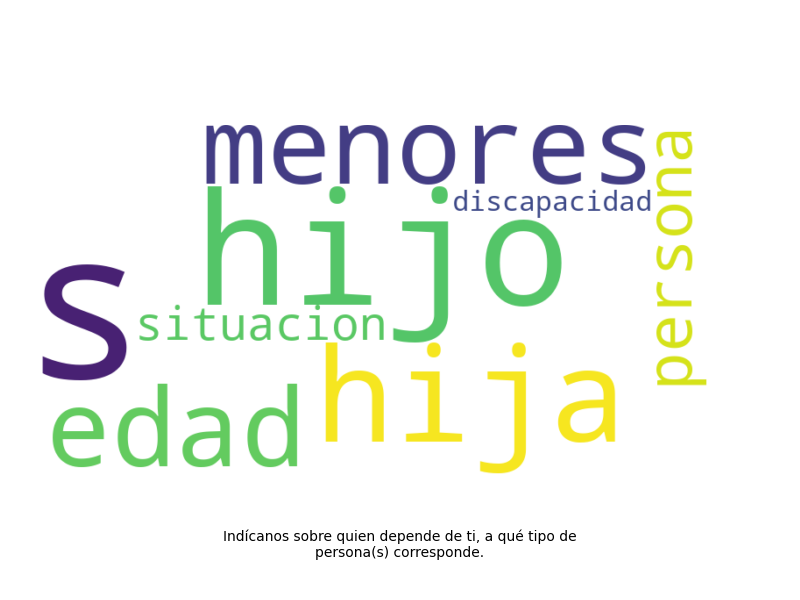 menores
persona
discapacidad
hijo
s
situacion
hija
edad
Indícanos sobre quien depende de ti, a qué tipo de
persona(s) corresponde.